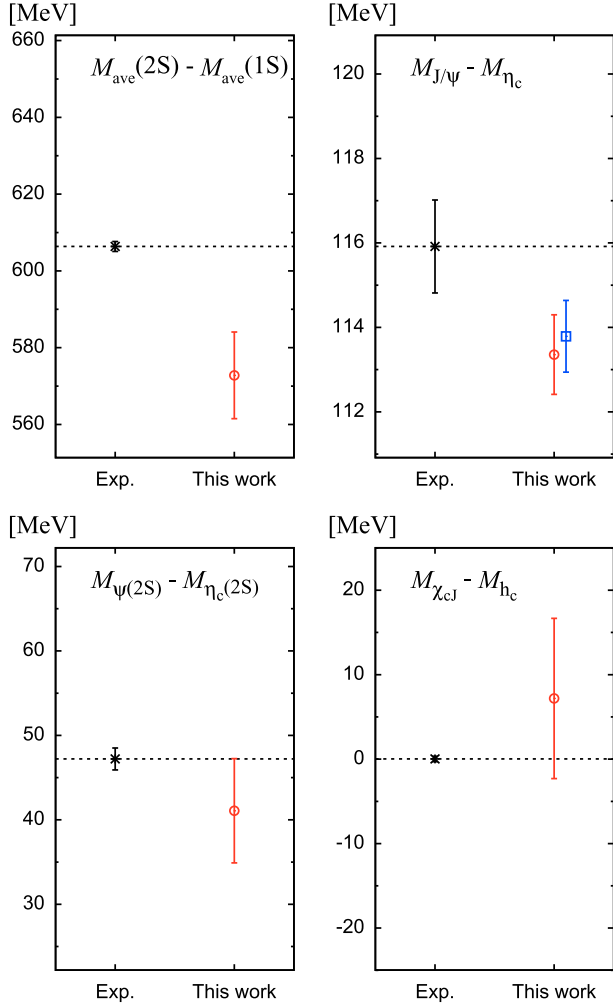 [MeV]
M_ave(2S) - M_ave(1S)
660
640
620
600
580
560
Exp.
This work
[MeV]
M_J/ψ - M_ηc
120
118
116
114
112
Exp.
This work
[MeV]
M_ψ(2S) - M_ηc(2S)
70
60
50
40
30
Exp.
This work
[MeV]
M_χcJ - M_hc
20
10
0
-10
-20
Exp.
This work